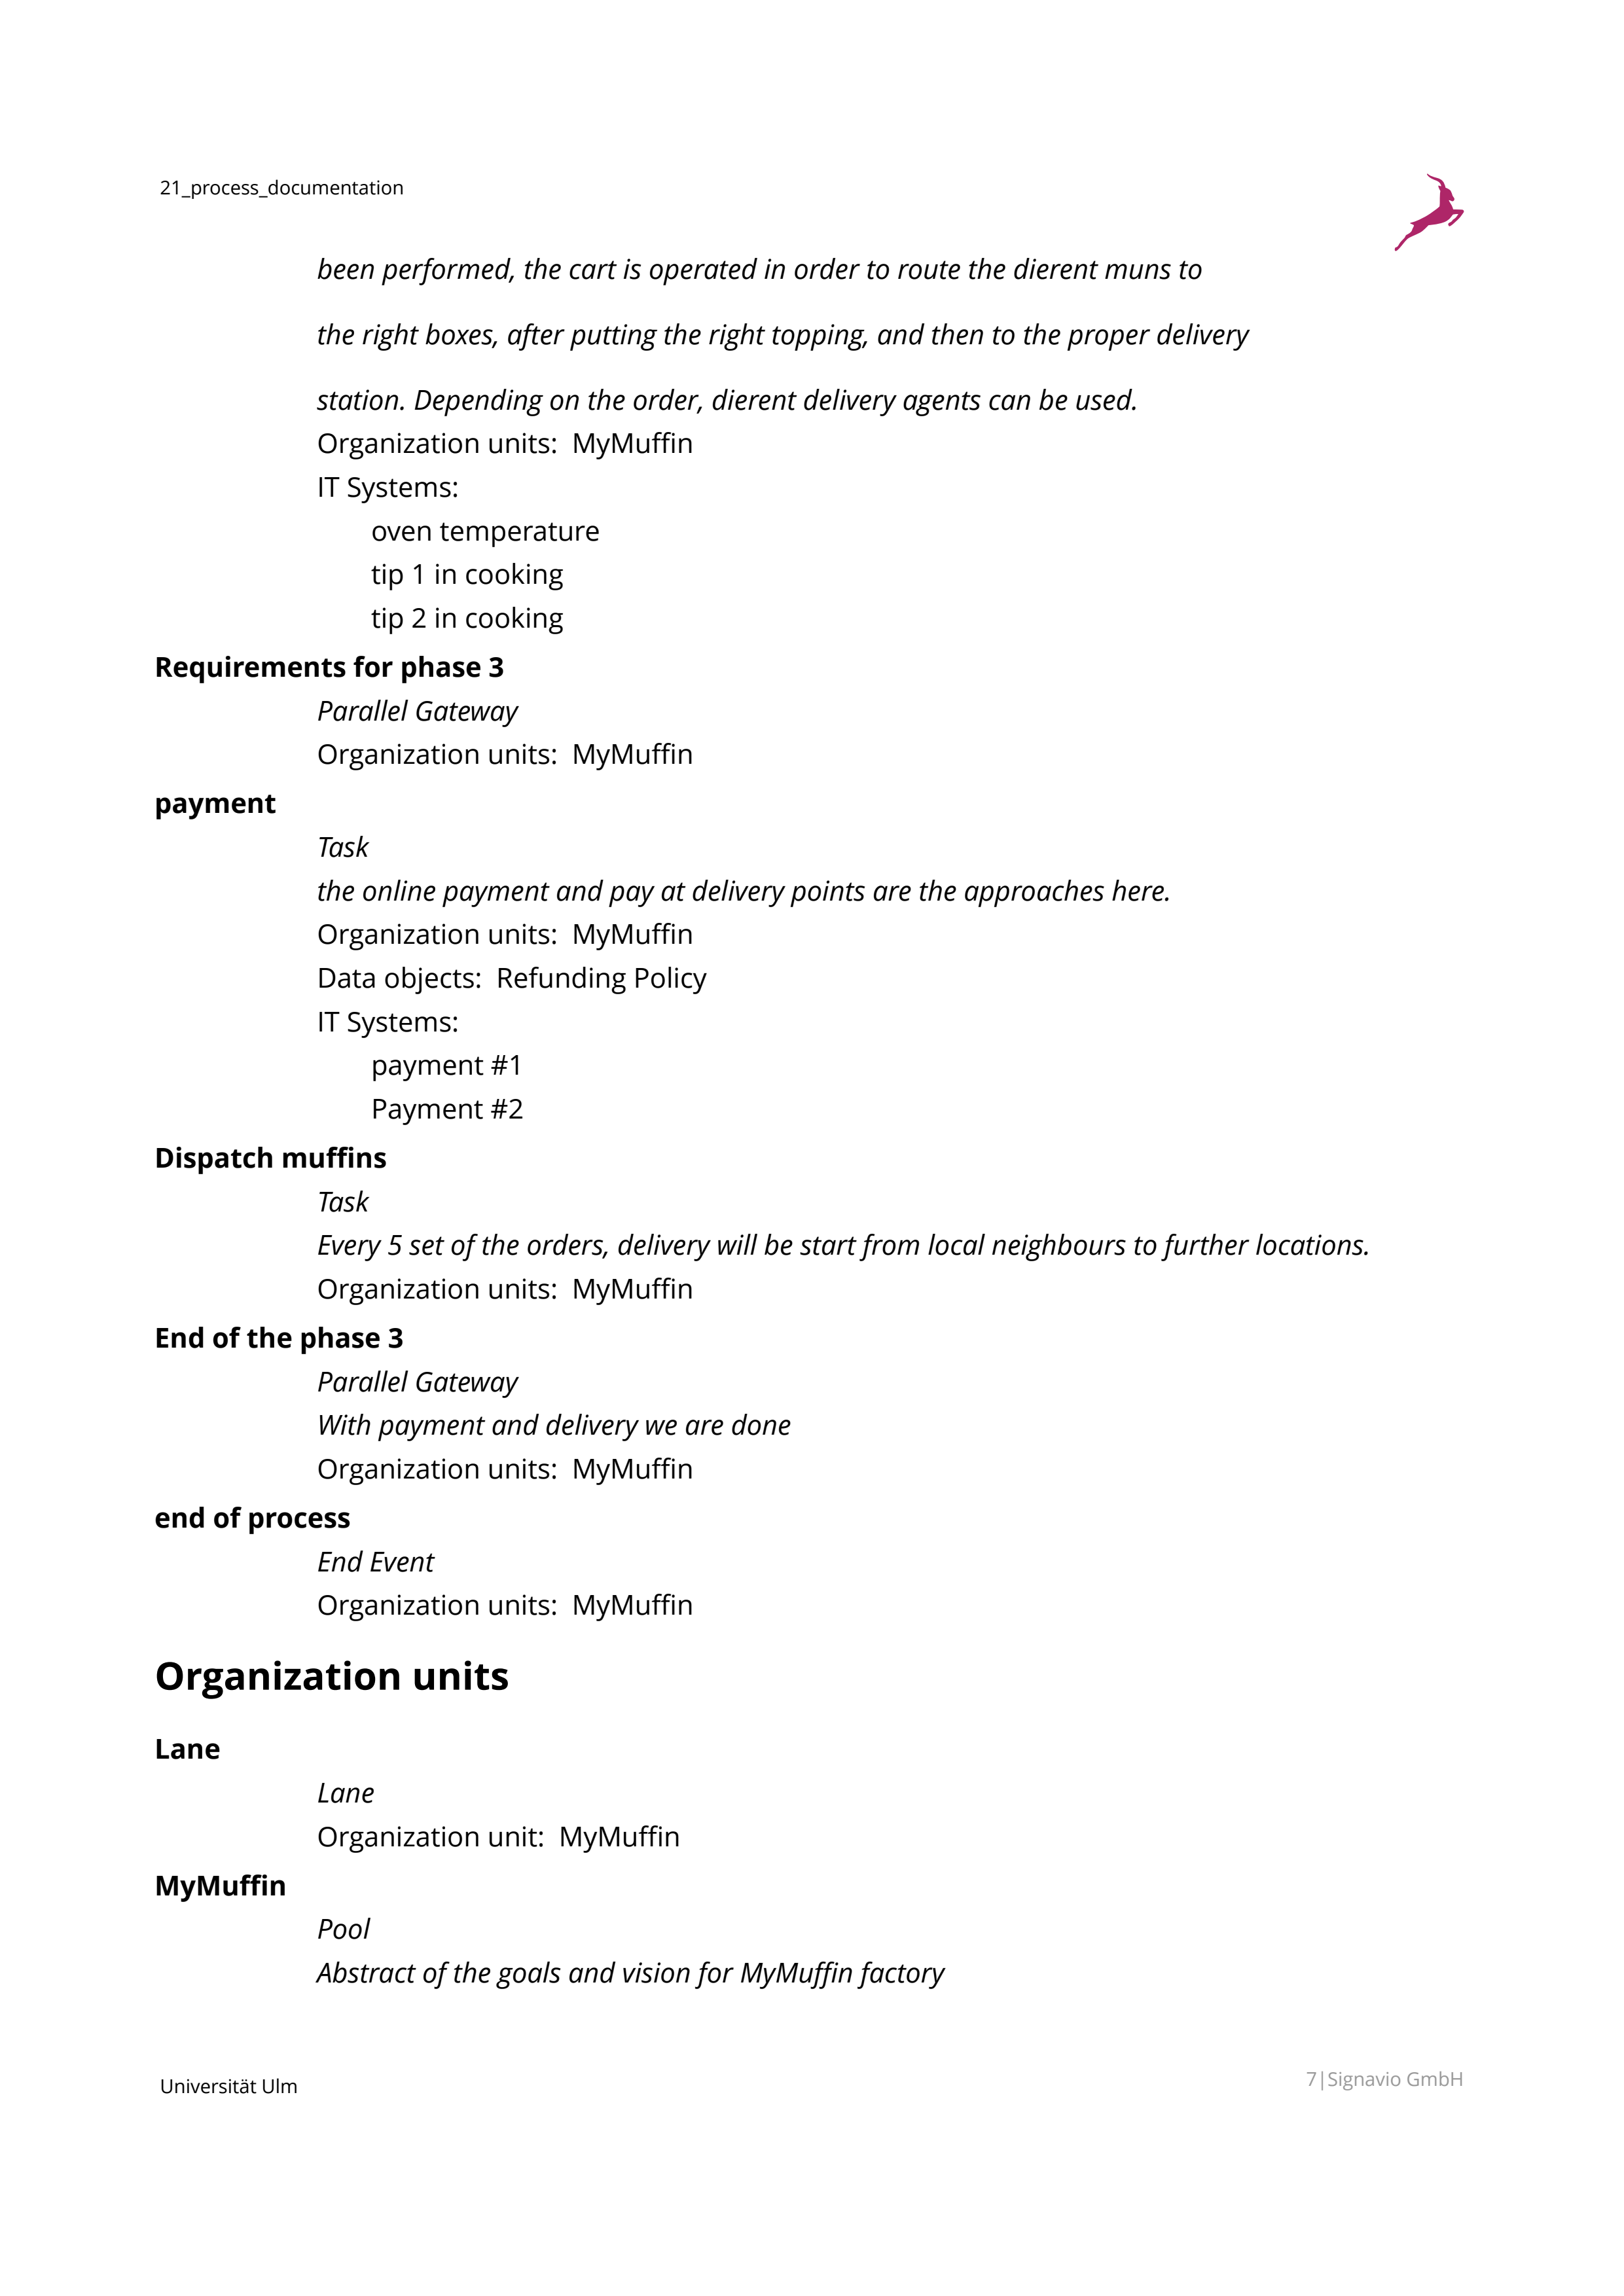 21_process_documentation
been performed, the cart is operated in order to route the dierent muns to
the right boxes, after putting the right topping, and then to the proper delivery
station. Depending on the order, dierent delivery agents can be used.
Organization units: MyMuffin
IT Systems:
oven temperature
tip 1 in cooking
tip 2 in cooking
Requirements for phase 3
Parallel Gateway
Organization units: MyMuffin
payment
Task
the online payment and pay at delivery points are the approaches here.
Organization units: MyMuffin
Data objects: Refunding Policy
IT Systems:
payment #1
Payment #2
Dispatch muffins
Task
Every 5 set of the orders, delivery will be start from local neighbours to further locations.
Organization units: MyMuffin
End of the phase 3
Parallel Gateway
With payment and delivery we are done
Organization units: MyMuffin
end of process
End Event
Organization units: MyMuffin
Organization units
Lane
Lane
Organization unit: MyMuffin
MyMuffin
Pool
Abstract of the goals and vision for MyMuffin factory
Universität Ulm
7|Signavio GmbH